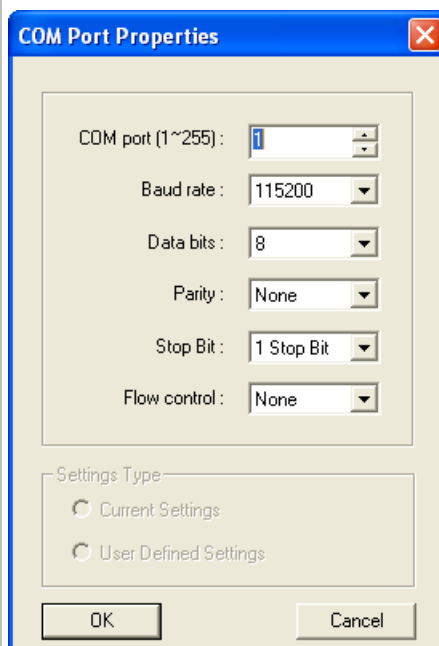 COM Port Properties
COM port (1~255) : 1
Baud rate : 115200
Data bits : 8
Parity : None
Stop Bit : 1 Stop Bit
Flow control : None
Settings Type
Current Settings
User Defined Settings
OK Cancel